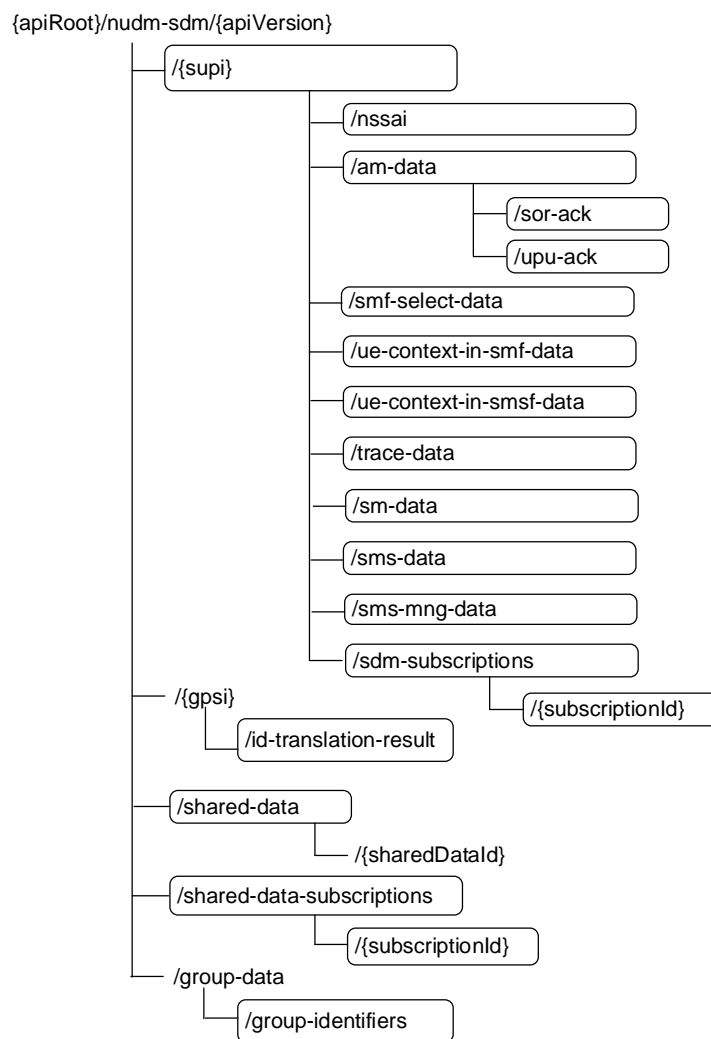 {apiRoot}/nudm-sdm/{apiVersion}
/{supi}
/nssai
/am-data
/sor-ack
/upu-ack
/smf-select-data
/ue-context-in-smf-data
/ue-context-in-smsf-data
/trace-data
/sm-data
/sms-data
/sms-mng-data
/sdm-subscriptions
/{subscriptionId}
/{gpsi}
/id-translation-result
/shared-data
/{sharedDataId}
/shared-data-subscriptions
/{subscriptionId}
/group-data
/group-identifiers